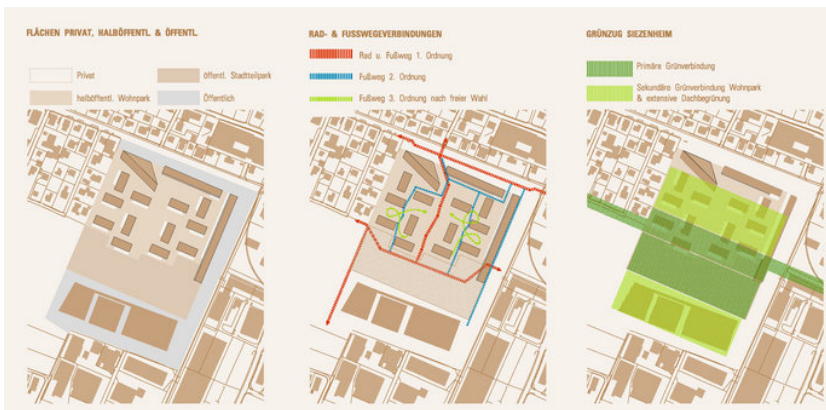 FLÄCHEN PRIVAT, HALBÖFFENTL. & ÖFFENTL.
Privat
öffentl. Stadtteilpark
halböffentl. Wohnpark
Öffentlich
RAD- & FUSSWEGEVERBINDUNGEN
Rad u. Fußweg 1. Ordnung
Fußweg 2. Ordnung
Fußweg 3. Ordnung nach freier Wahl
GRÜNZUG SIEZENHEIM
Primäre Grünverbindung
Sekundäre Grünverbindung Wohnpark
& extensive Dachbegrünung